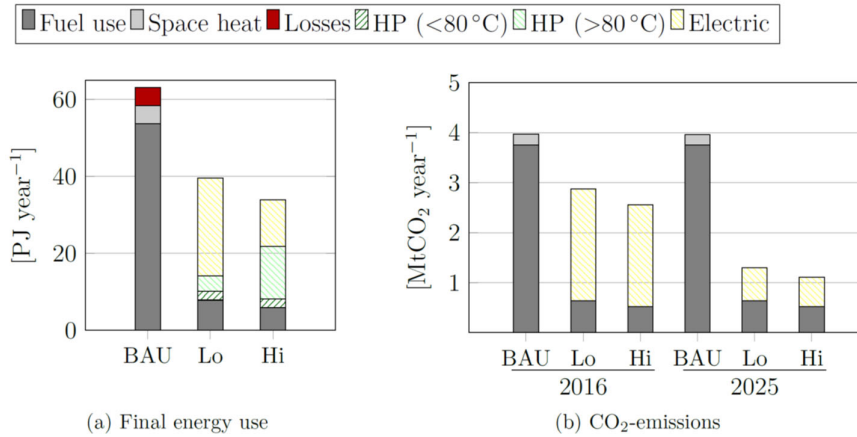 Fuel use Space heat Losses HP (<80 °C) HP (>80 °C) Electric
[PJ year⁻¹]
60
40
20
0
BAU Lo Hi
(a) Final energy use
[MtCO₂ year⁻¹]
5
4
3
2
1
BAU Lo Hi BAU Lo Hi
2016 2025
(b) CO₂-emissions